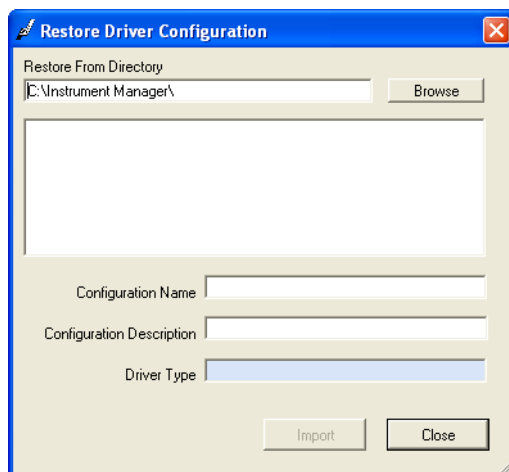 Restore Driver Configuration
Restore From Directory
C:\Instrument Manager\
Browse
Configuration Name
Configuration Description
Driver Type
Import
Close